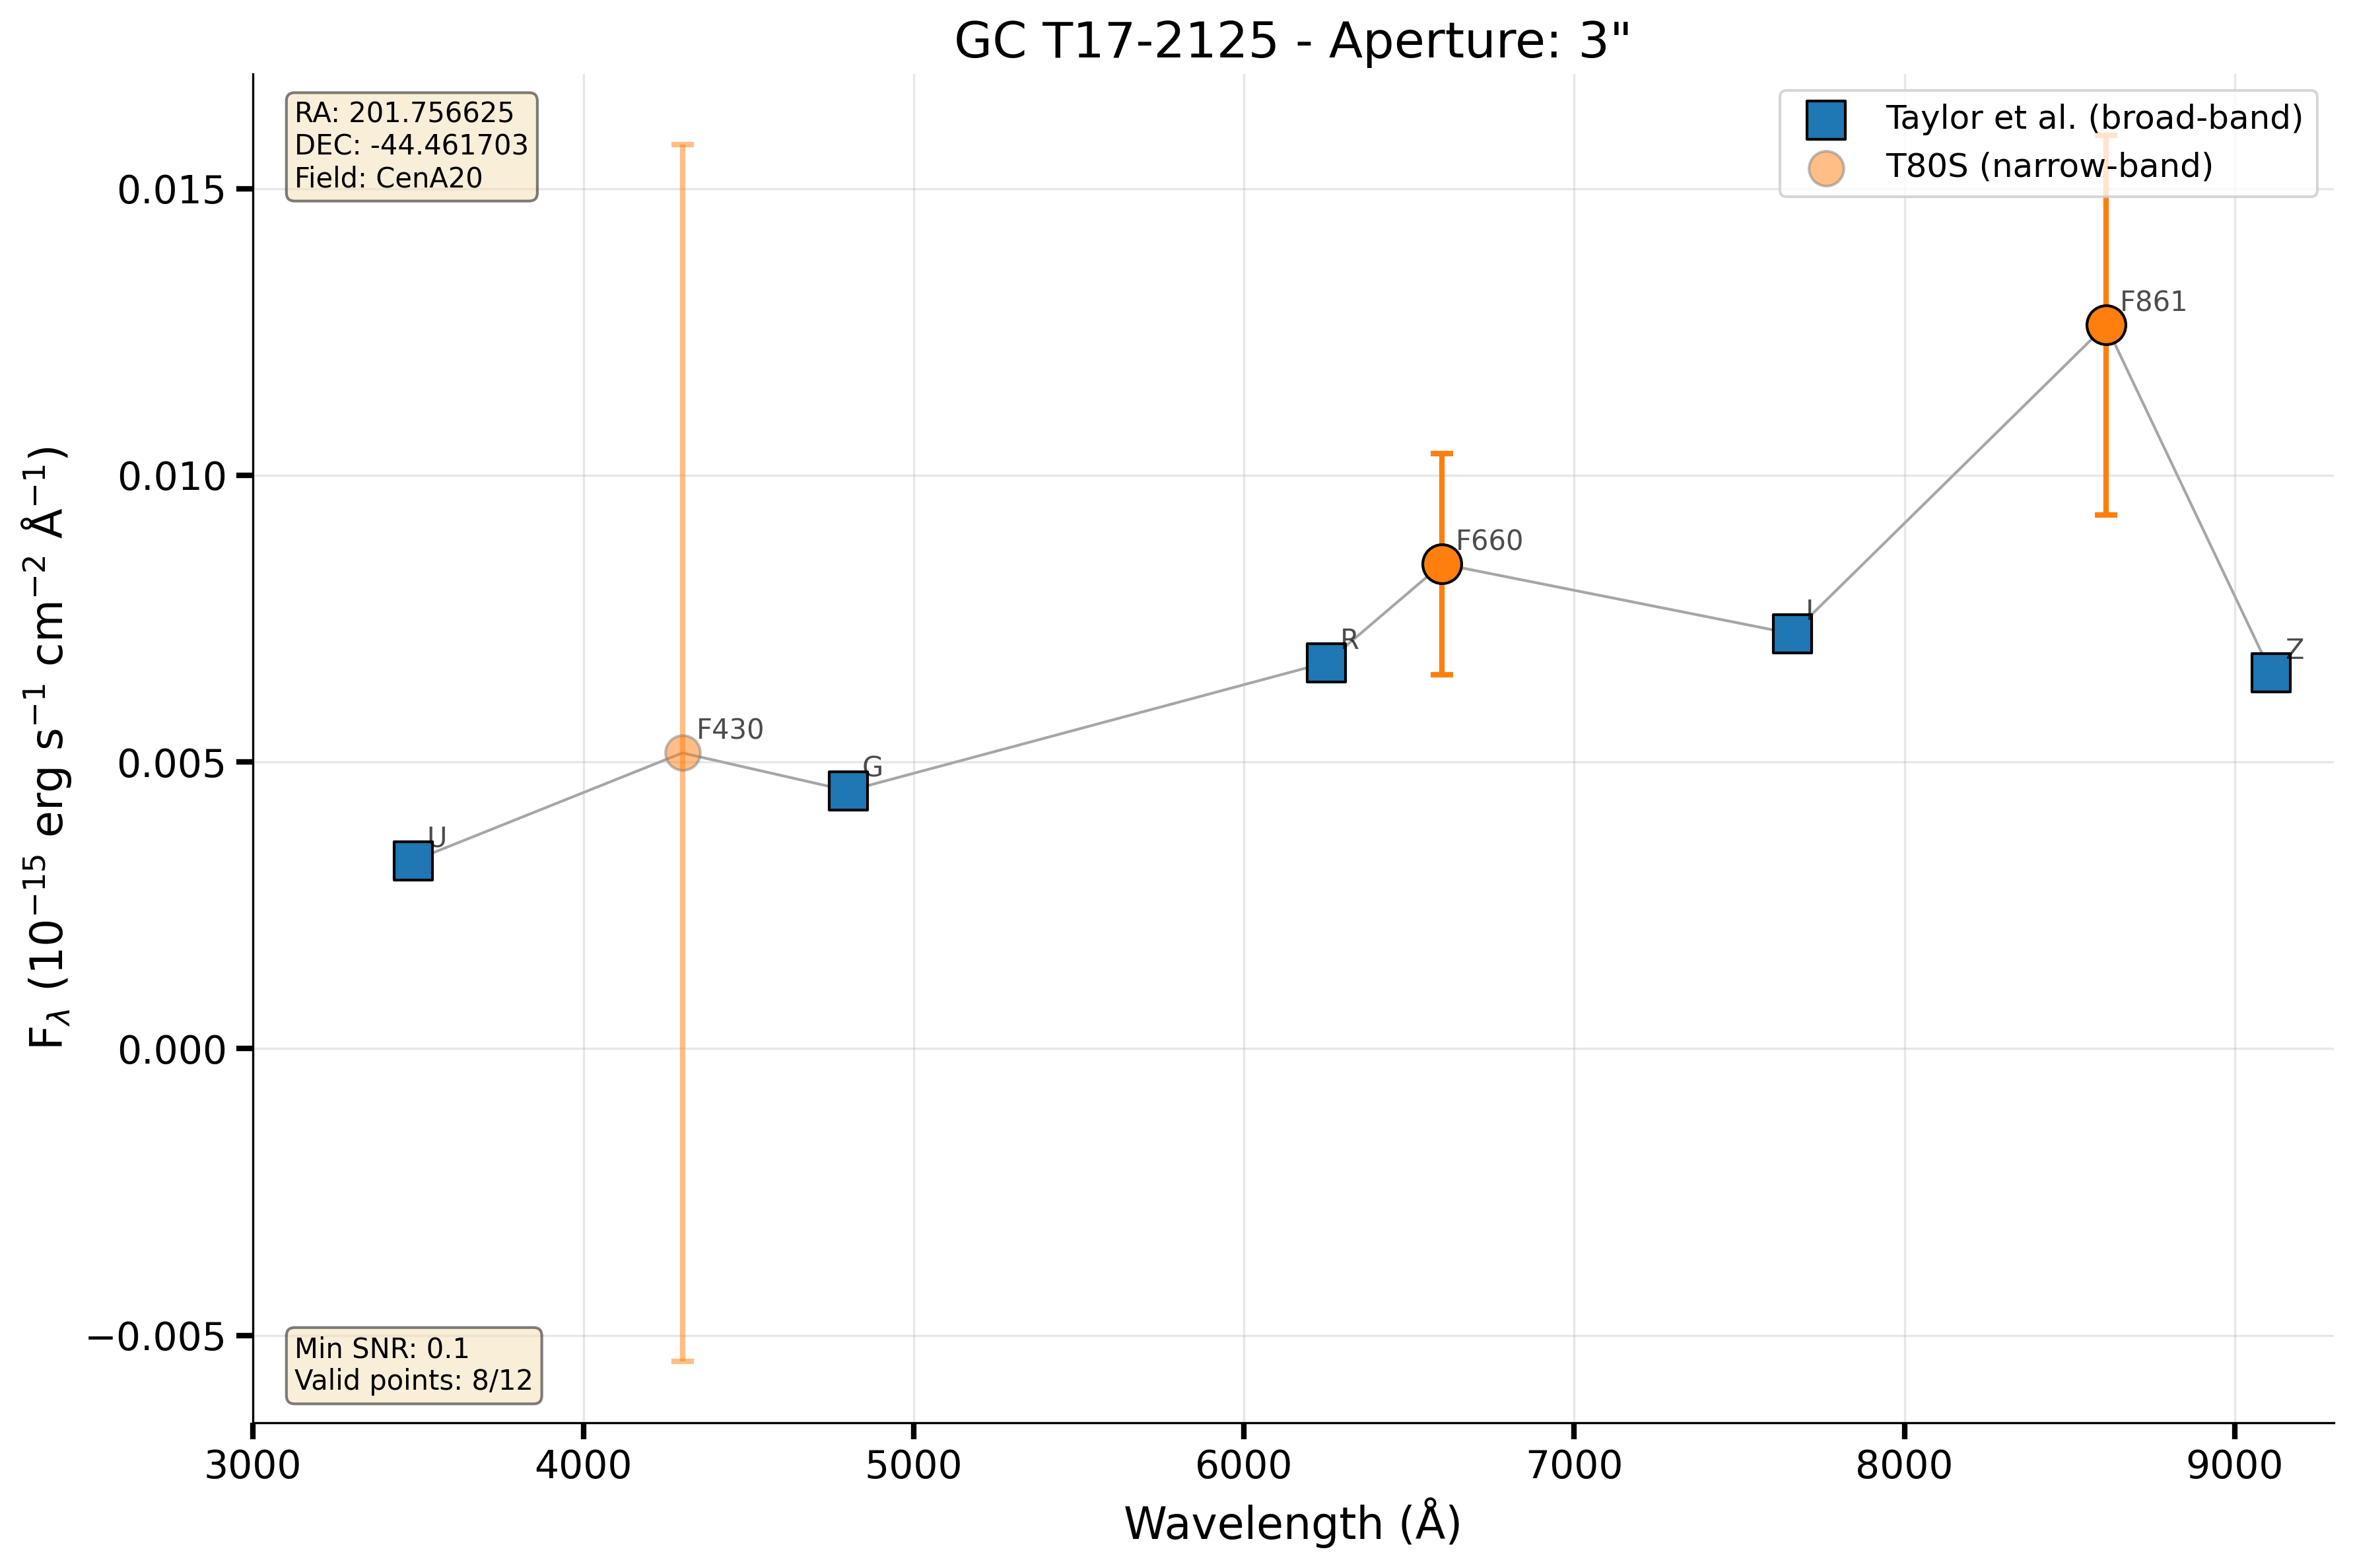 GC T17-2125 - Aperture: 3"
RA: 201.756625
DEC: -44.461703
Field: CenA20
Taylor et al. (broad-band)
T80S (narrow-band)
0.015
0.010
0.005
0.000
−0.005
F_λ (10⁻¹⁵ erg s⁻¹ cm⁻² Å⁻¹)
U
F430
G
R
F660
I
F861
Z
Min SNR: 0.1
Valid points: 8/12
3000
4000
5000
6000
7000
8000
9000
Wavelength (Å)